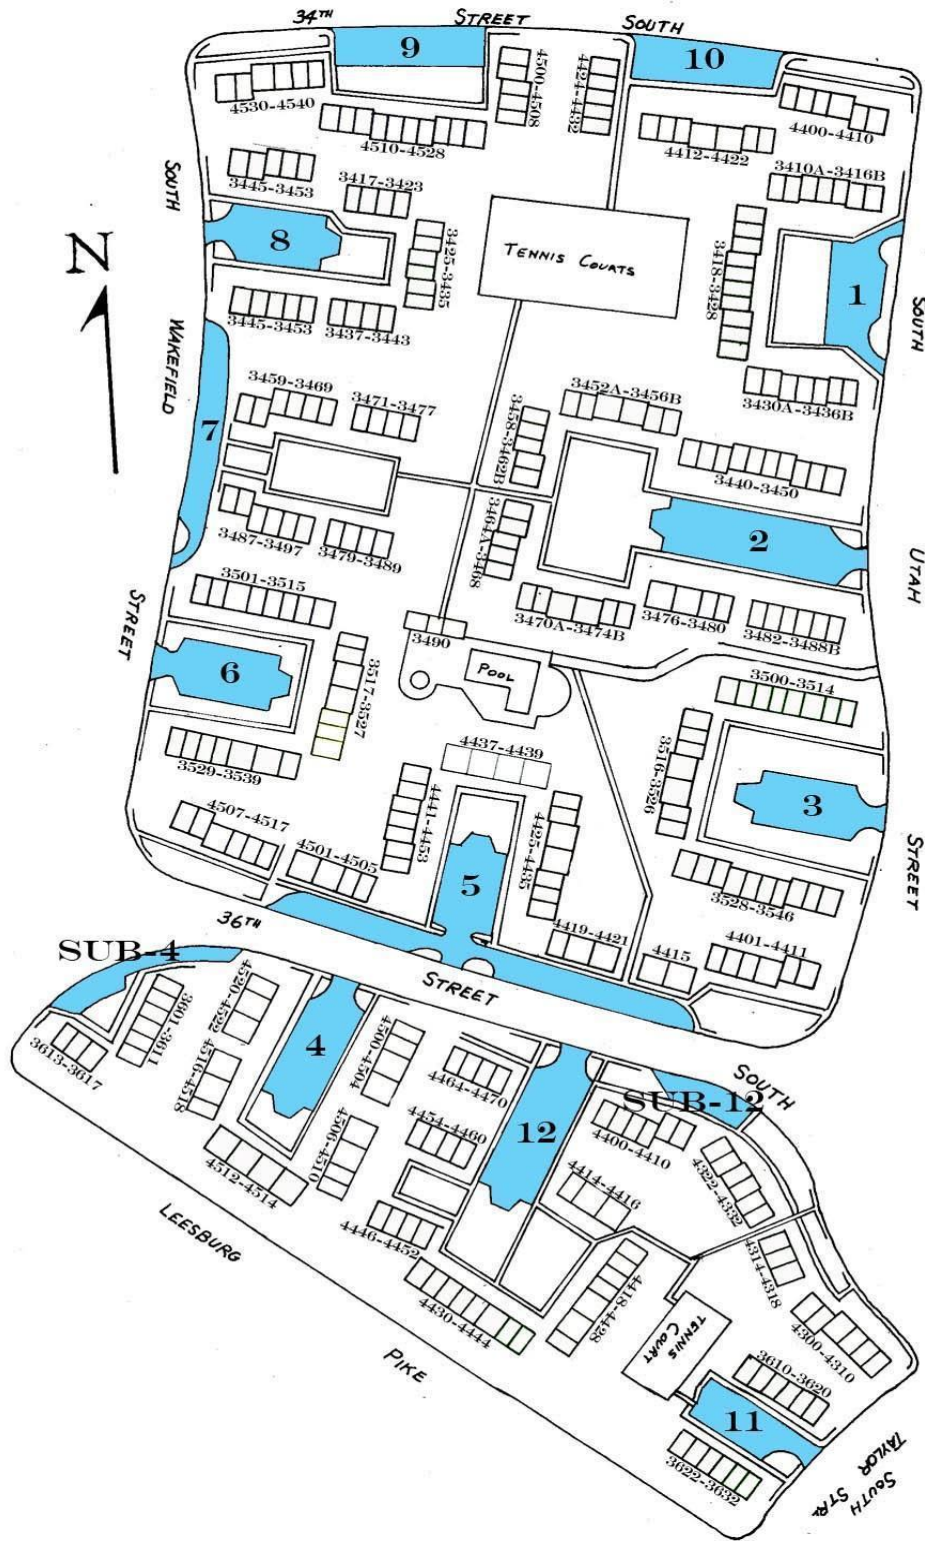 34TH STREET SOUTH
9
10
4530-4540
4500-4508
4424-4432
4510-4528
4412-4422
4400-4410
3445-3453
3417-3423
3410A-3416B
SOUTH
N
8
3425-3435
TENNIS COURTS
3418-3428
1
SOUTH
3445-3453
3437-3443
WAKEFIELD
3430A-3436B
3459-3469
3471-3477
3452A-3456B
3458-3462B
7
3440-3450
3487-3497
3479-3489
3464A-3468
2
UTAH
STREET
3501-3515
3490
3470A-3474B
3476-3480
3482-3488B
6
3517-3527
POOL
3500-3514
3529-3539
4437-4439
3516-3526
3
4507-4517
4501-4505
4441-4453
5
4425-4435
3528-3546
STREET
36TH STREET SOUTH
4419-4421
4415
4401-4411
SUB-4
3601-3611
3613-3617
4520-4522
4516-4518
4
4500-4504
4464-4470
SUB-12
4454-4460
12
4400-4410
4322-4332
4506-4510
4512-4514
4414-4416
4446-4452
4314-4318
LEESBURG PIKE
4430-4444
4418-4428
TENNIS COURT
4300-4310
3610-3620
11
3622-3632
SOUTH TAYLOR